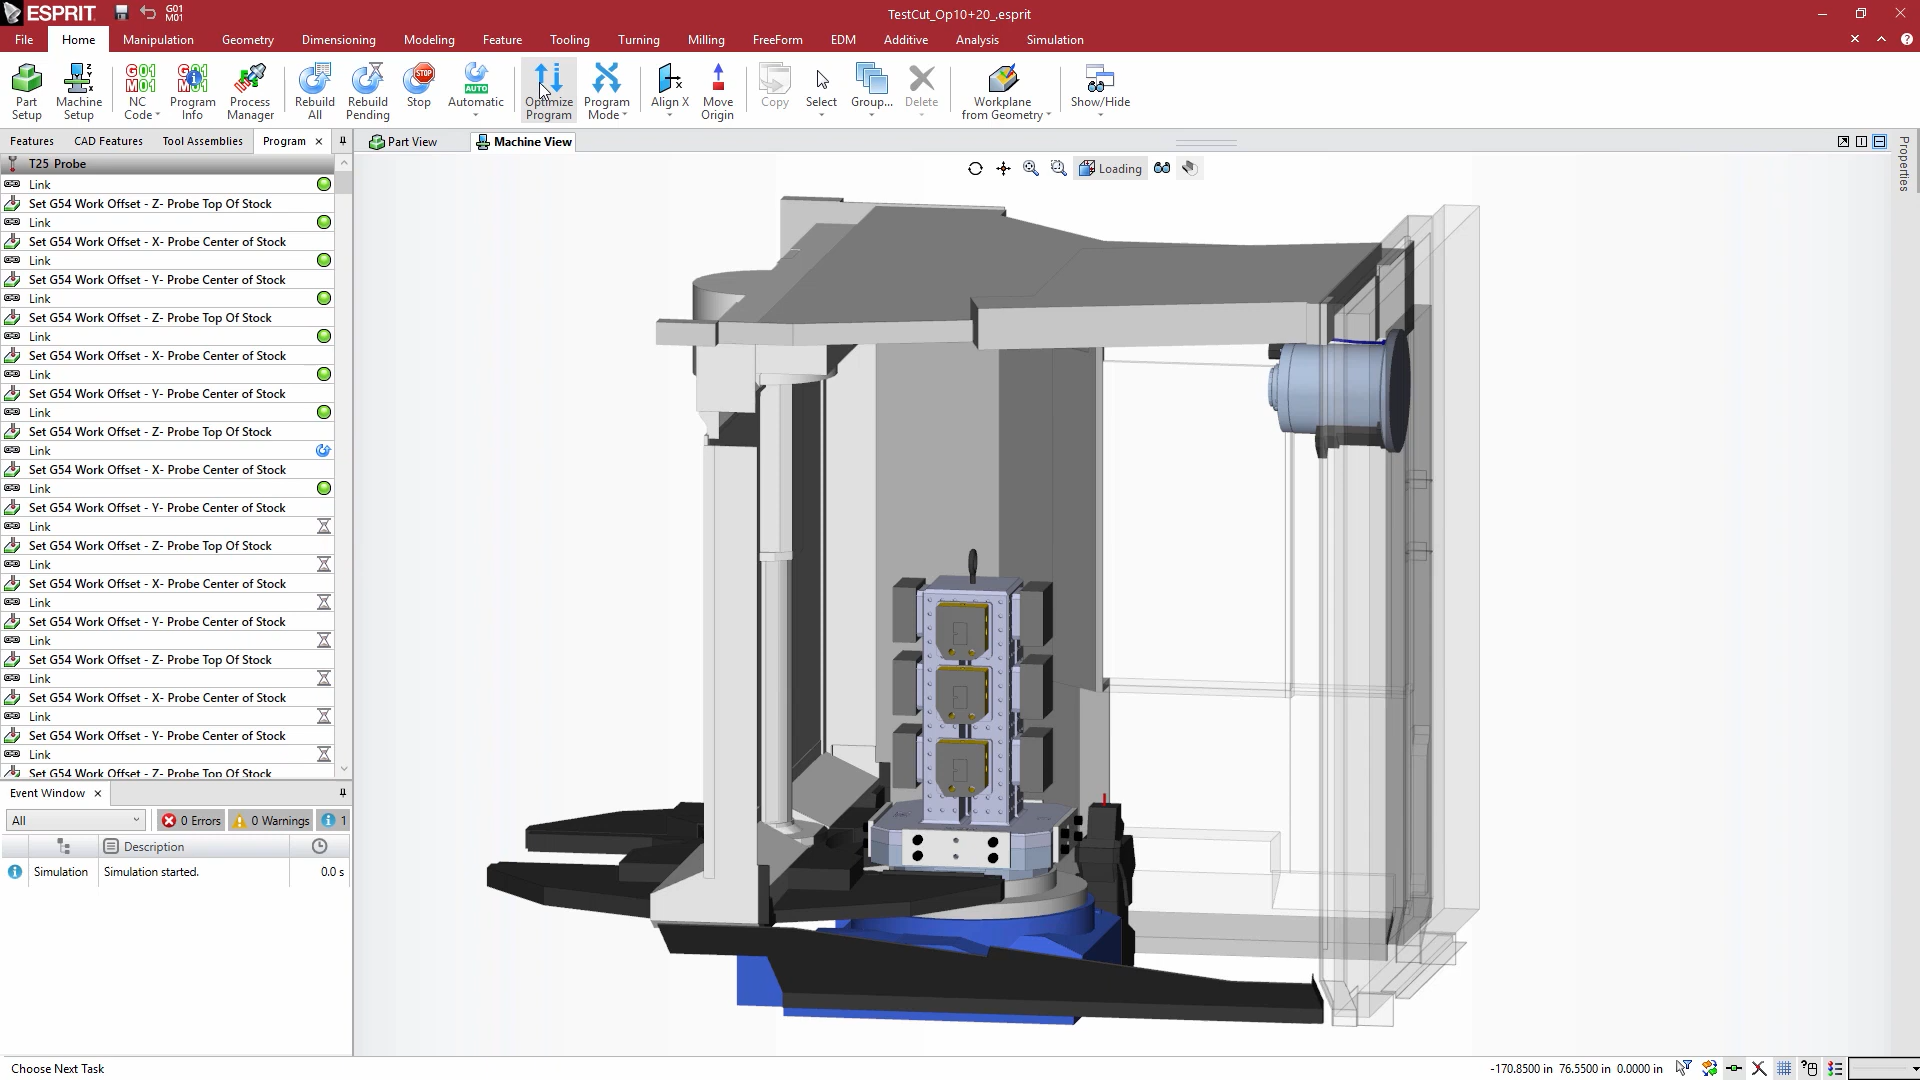 ESPRIT
G01
M01
TestCut_Op10+20_.esprit
File Home Manipulation Geometry Dimensioning Modeling Feature Tooling Turning Milling FreeForm EDM Additive Analysis Simulation
Part Setup
Machine Setup
NC Code
Program Info
Process Manager
Rebuild All
Rebuild Pending
STOP
Stop
AUTO
Automatic
Optimize Program
Program Mode
Align X
Move Origin
Copy
Select
Group...
Delete
Workplane from Geometry
Show/Hide
Features CAD Features Tool Assemblies Program
Part View Machine View
Properties
Loading
T25 Probe
Link
Set G54 Work Offset - Z- Probe Top Of Stock
Link
Set G54 Work Offset - X- Probe Center of Stock
Link
Set G54 Work Offset - Y- Probe Center of Stock
Link
Set G54 Work Offset - Z- Probe Top Of Stock
Link
Set G54 Work Offset - X- Probe Center of Stock
Link
Set G54 Work Offset - Y- Probe Center of Stock
Link
Set G54 Work Offset - Z- Probe Top Of Stock
Link
Set G54 Work Offset - X- Probe Center of Stock
Link
Set G54 Work Offset - Y- Probe Center of Stock
Link
Set G54 Work Offset - Z- Probe Top Of Stock
Link
Set G54 Work Offset - X- Probe Center of Stock
Link
Set G54 Work Offset - Y- Probe Center of Stock
Link
Set G54 Work Offset - Z- Probe Top Of Stock
Link
Set G54 Work Offset - X- Probe Center of Stock
Link
Set G54 Work Offset - Y- Probe Center of Stock
Link
Set G54 Work Offset - Z- Probe Top Of Stock
Event Window
All 0 Errors 0 Warnings 1
Description
Simulation Simulation started. 0.0 s
Choose Next Task
-170.8500 in 76.5500 in 0.0000 in